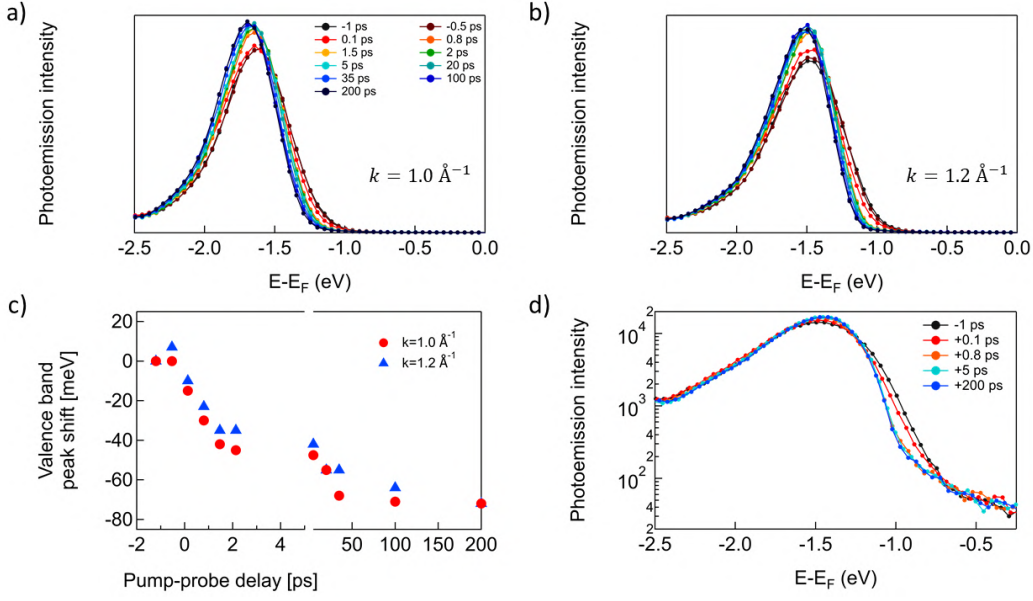 a)
Photoemission intensity
-1 ps
-0.5 ps
0.1 ps
0.8 ps
1.5 ps
2 ps
5 ps
20 ps
35 ps
100 ps
200 ps
k = 1.0 Å⁻¹
-2.5 -2.0 -1.5 -1.0 -0.5 0.0
E-E_F (eV)
b)
Photoemission intensity
k = 1.2 Å⁻¹
-2.5 -2.0 -1.5 -1.0 -0.5 0.0
E-E_F (eV)
c)
Valence band
peak shift [meV]
20
0
-20
-40
-60
-80
k=1.0 Å⁻¹
k=1.2 Å⁻¹
-2 0 2 4 50 100 150 200
Pump-probe delay [ps]
d)
Photoemission intensity
2
10⁴
4
2
10³
4
2
10²
4
2
-1 ps
+0.1 ps
+0.8 ps
+5 ps
+200 ps
-2.5 -2.0 -1.5 -1.0 -0.5
E-E_F (eV)